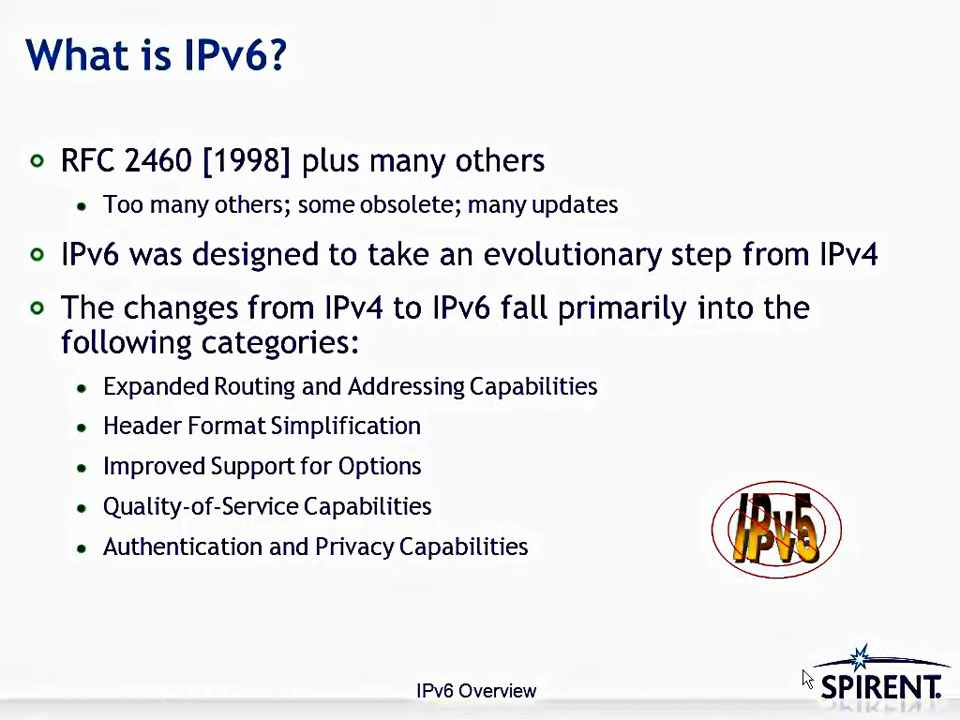 What is IPv6?
RFC 2460 [1998] plus many others
Too many others; some obsolete; many updates
IPv6 was designed to take an evolutionary step from IPv4
The changes from IPv4 to IPv6 fall primarily into the
following categories:
Expanded Routing and Addressing Capabilities
Header Format Simplification
Improved Support for Options
Quality-of-Service Capabilities
Authentication and Privacy Capabilities
IPv5
IPv6 Overview
SPIRENT